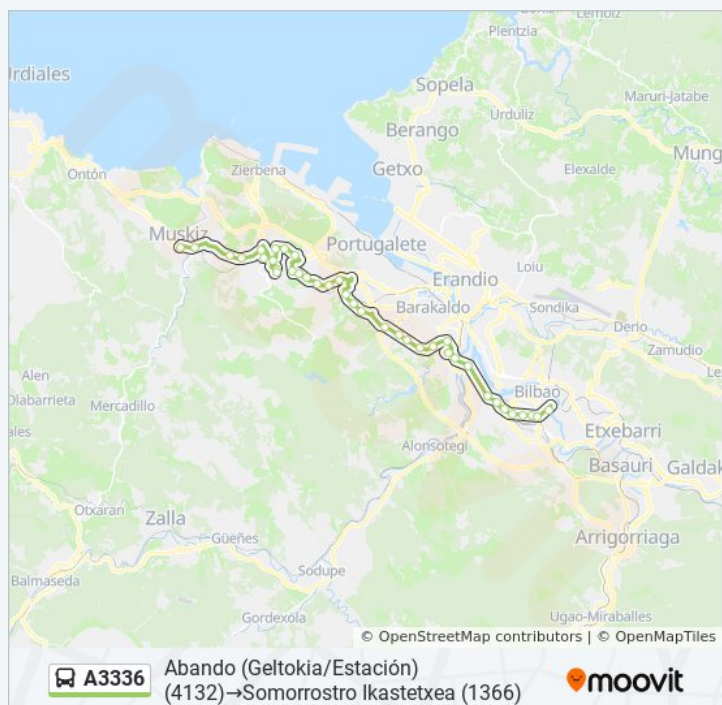 Plentzia
Lemoiz
Urdiales
Sopela
Maruri-Jatabe
Urduliz
Berango
Mung
Zierbena
Getxo
Elexalde
Ontón
Muskiz
Portugalete
Loiu
Erandio
Barakaldo
Sondika
Derio
Zamudio
Alen
Bilbao
Le
Olabarrieta
Mercadillo
Etxebarri
ales
Alonsotegi
Basauri
Galdak
Otxaran
Zalla
Arrigorriaga
Güeñes
Balmaseda
Sodupe
Gordexola
Ugao-Miraballes
© OpenStreetMap contributors | © OpenMapTiles
A3336
Abando (Geltokia/Estación)
(4132)→Somorrostro Ikastetxea (1366)
moovit